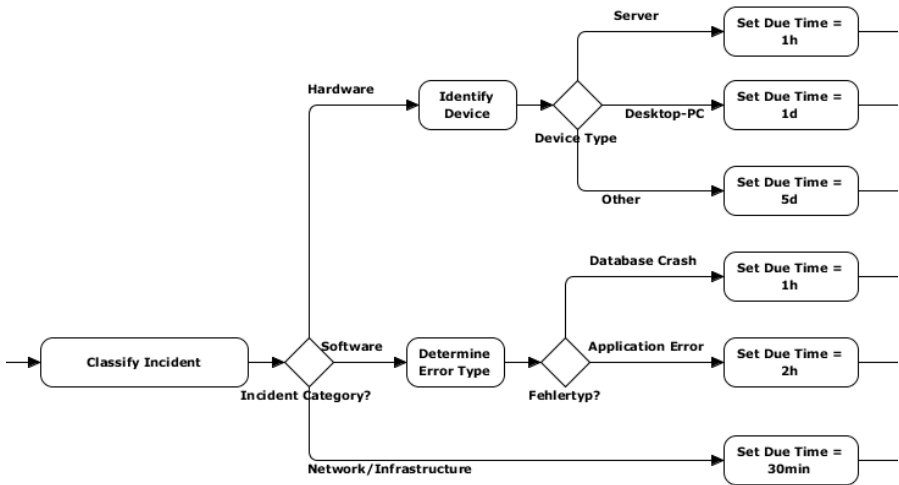 Server
Set Due Time =
1h
Hardware
Identify
Device
Desktop-PC
Device Type
Set Due Time =
1d
Other
Set Due Time =
5d
Database Crash
Set Due Time =
1h
Classify Incident
Software
Incident Category?
Determine
Error Type
Application Error
Fehlertyp?
Set Due Time =
2h
Network/Infrastructure
Set Due Time =
30min